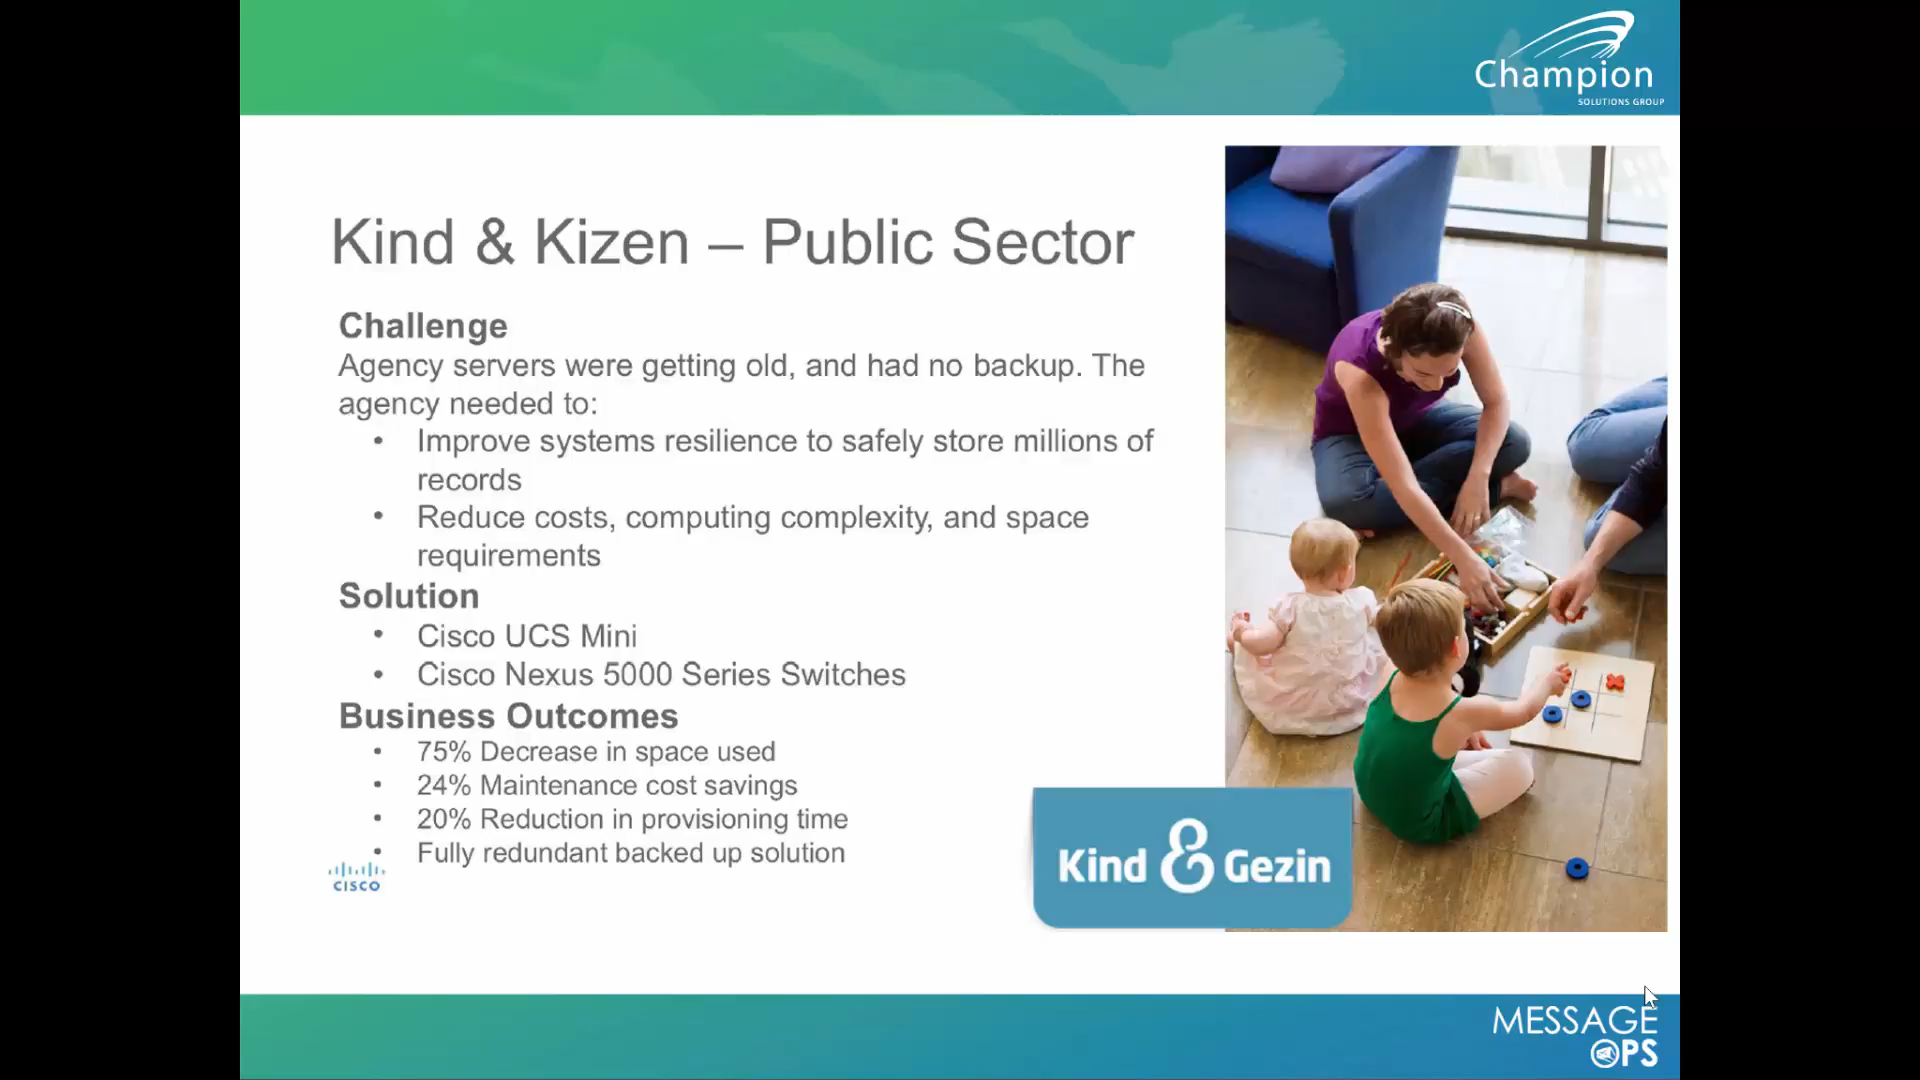 Champion
SOLUTIONS GROUP
Kind & Kizen – Public Sector
Challenge
Agency servers were getting old, and had no backup. The
agency needed to:
• Improve systems resilience to safely store millions of
records
• Reduce costs, computing complexity, and space
requirements
Solution
• Cisco UCS Mini
• Cisco Nexus 5000 Series Switches
Business Outcomes
• 75% Decrease in space used
• 24% Maintenance cost savings
• 20% Reduction in provisioning time
• Fully redundant backed up solution
CISCO
Kind & Gezin
MESSAGE
OPS